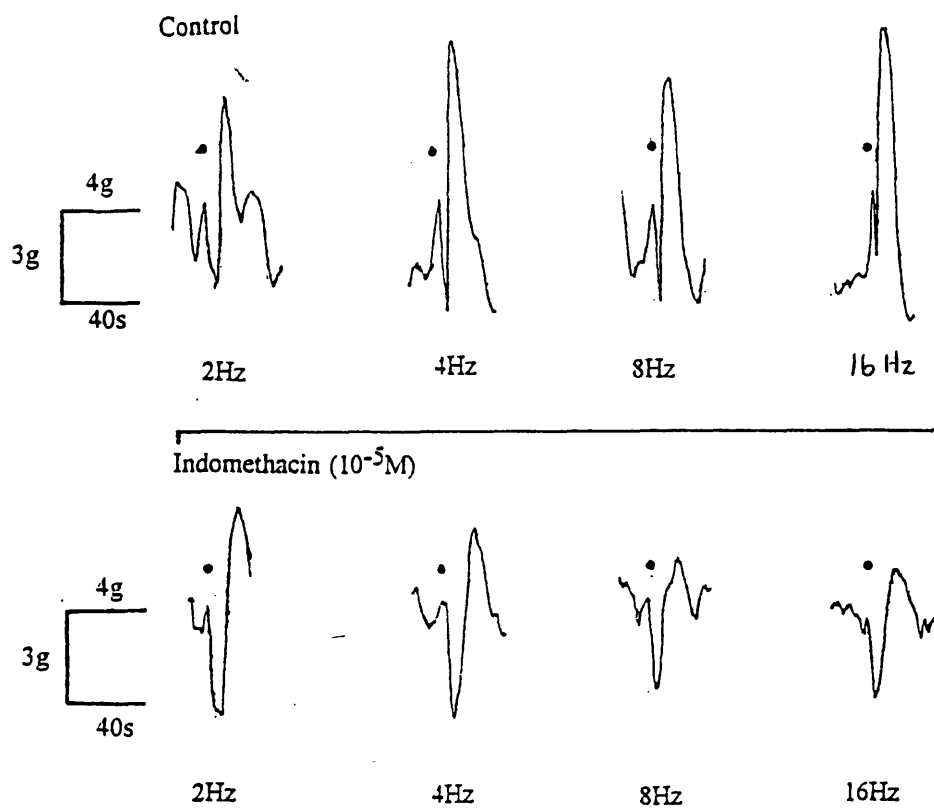 Control
4g
3g
40s
2Hz
4Hz
8Hz
16 Hz
Indomethacin (10-5M)
4g
3g
40s
2Hz
4Hz
8Hz
16Hz